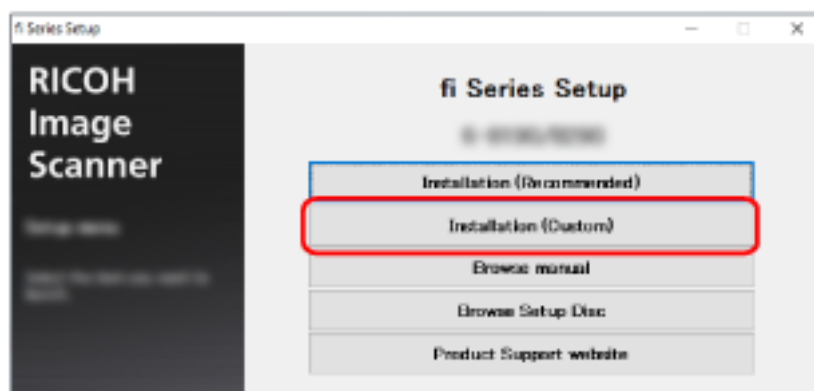 fi Series Setup
RICOH
Image
Scanner
fi Series Setup
Installation (Recommended)
Installation (Custom)
Browse manual
Browse Setup Disc
Product Support website